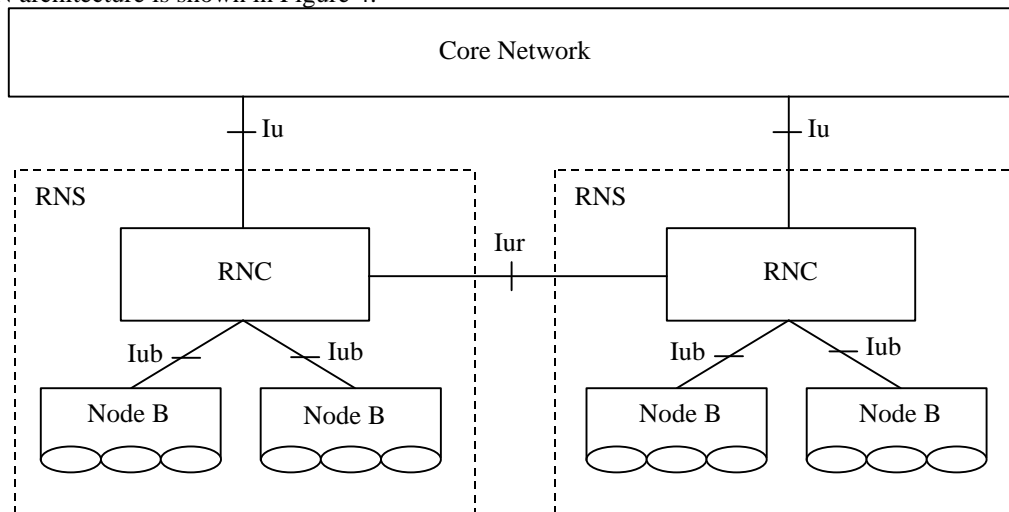 architecture is shown in Figure 4.
Core Network
Iu
Iu
RNS
RNS
Iur
RNC
RNC
Iub
Iub
Iub
Iub
Node B
Node B
Node B
Node B